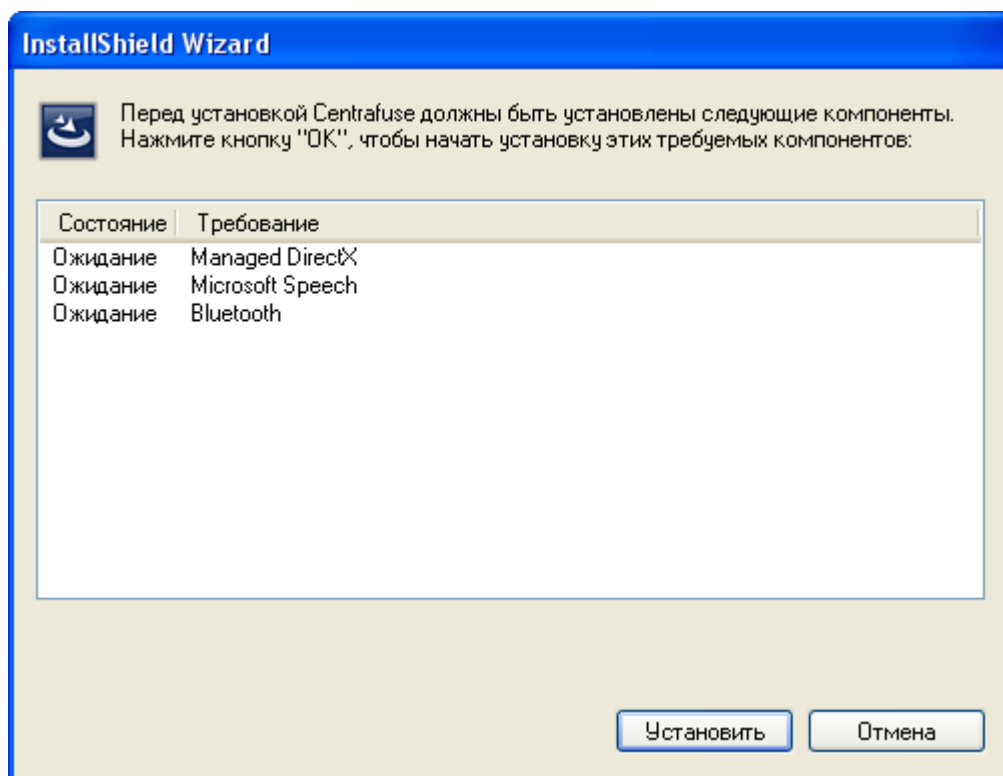 InstallShield Wizard
Перед установкой Centrafuse должны быть установлены следующие компоненты.
Нажмите кнопку "ОК", чтобы начать установку этих требуемых компонентов:
Состояние Требование
Ожидание Managed DirectX
Ожидание Microsoft Speech
Ожидание Bluetooth
Установить Отмена